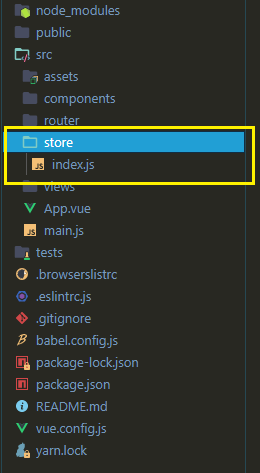 node_modules
public
src
assets
components
router
store
JS index.js
views
App.vue
JS main.js
tests
.browserslistrc
.eslintrc.js
.gitignore
babel.config.js
package-lock.json
package.json
README.md
vue.config.js
yarn.lock